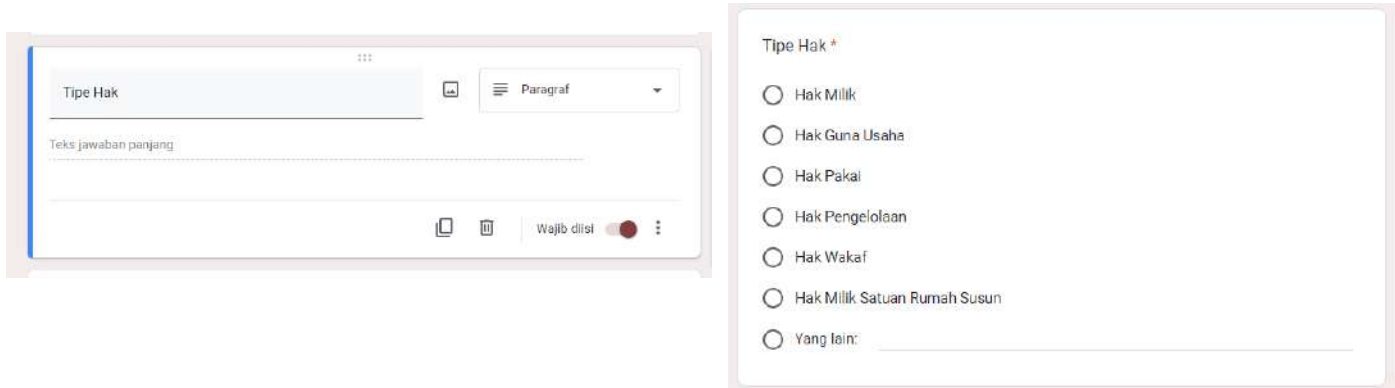 Tipe Hak
Paragraf
Teks jawaban panjang
Wajib diisi
Tipe Hak *
Hak Milik
Hak Guna Usaha
Hak Pakai
Hak Pengelolaan
Hak Wakaf
Hak Milik Satuan Rumah Susun
Yang lain: